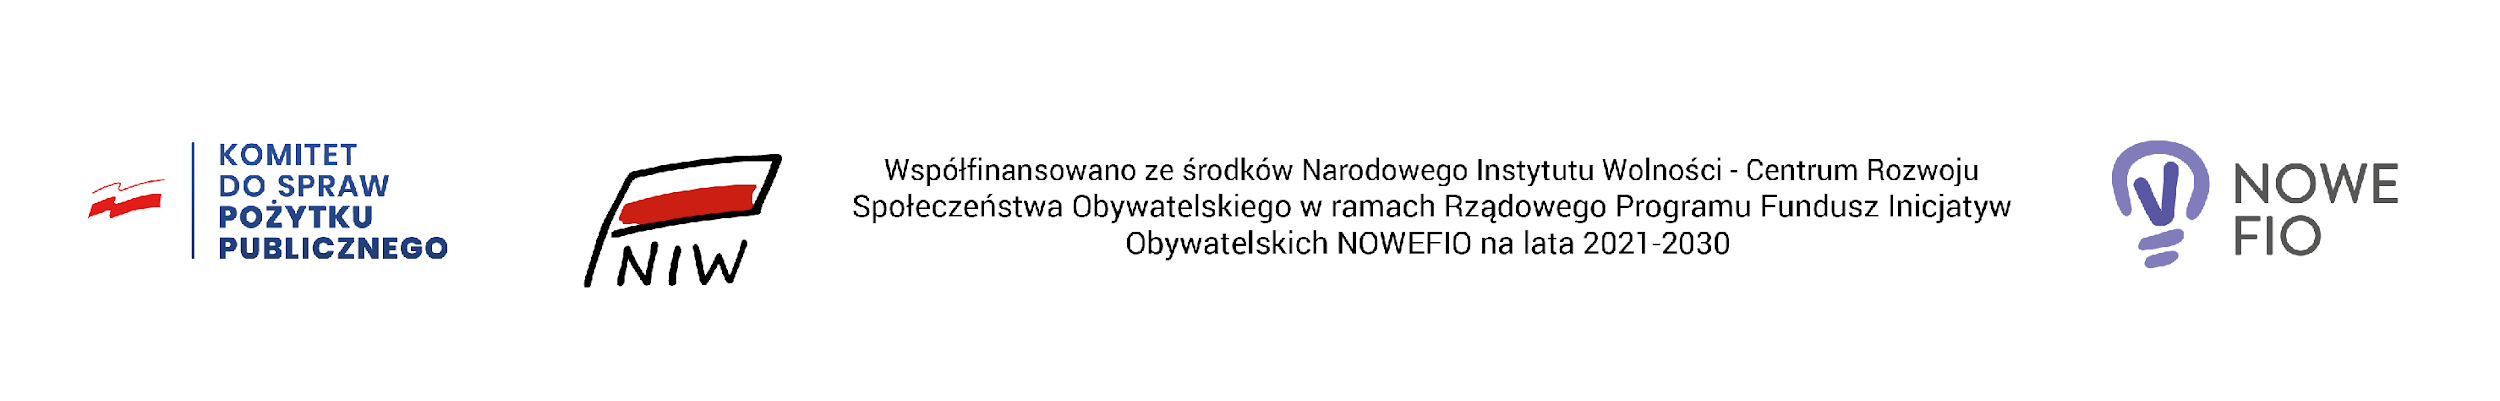 KOMITET
DO SPRAW
POŻYTKU
PUBLICZNEGO
NIW
Współfinansowano ze środków Narodowego Instytutu Wolności - Centrum Rozwoju
Społeczeństwa Obywatelskiego w ramach Rządowego Programu Fundusz Inicjatyw
Obywatelskich NOWEFIO na lata 2021-2030
NOWE
FIO